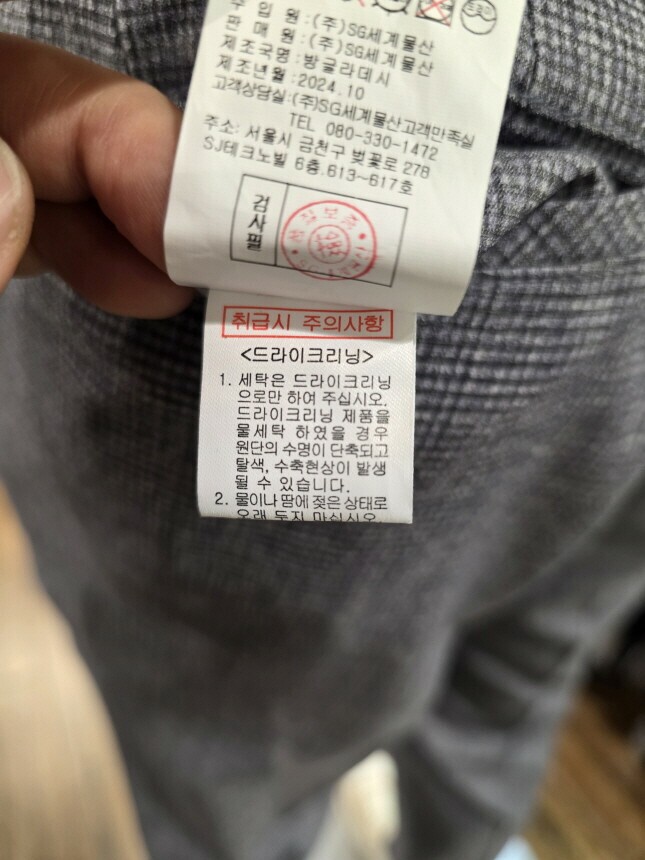 수 입 원 : (주)SG세계물산
판 매 원 : (주)SG세계물산
제조국명 : 방글라데시
제조년월 : 2024.10
고객상담실:(주)SG세계물산고객만족실
TEL 080-330-1472
주소: 서울시 금천구 벚꽃로 278
SJ테크노빌 6층.613~617호
검사필
취급시 주의사항
<드라이크리닝>
1. 세탁은 드라이크리닝
으로만 하여 주십시오.
드라이크리닝 제품을
물세탁 하였을 경우
원단의 수명이 단축되고
탈색, 수축현상이 발생
될 수 있습니다.
2. 물이나 땀에 젖은 상태로
오래 두지 마십시오